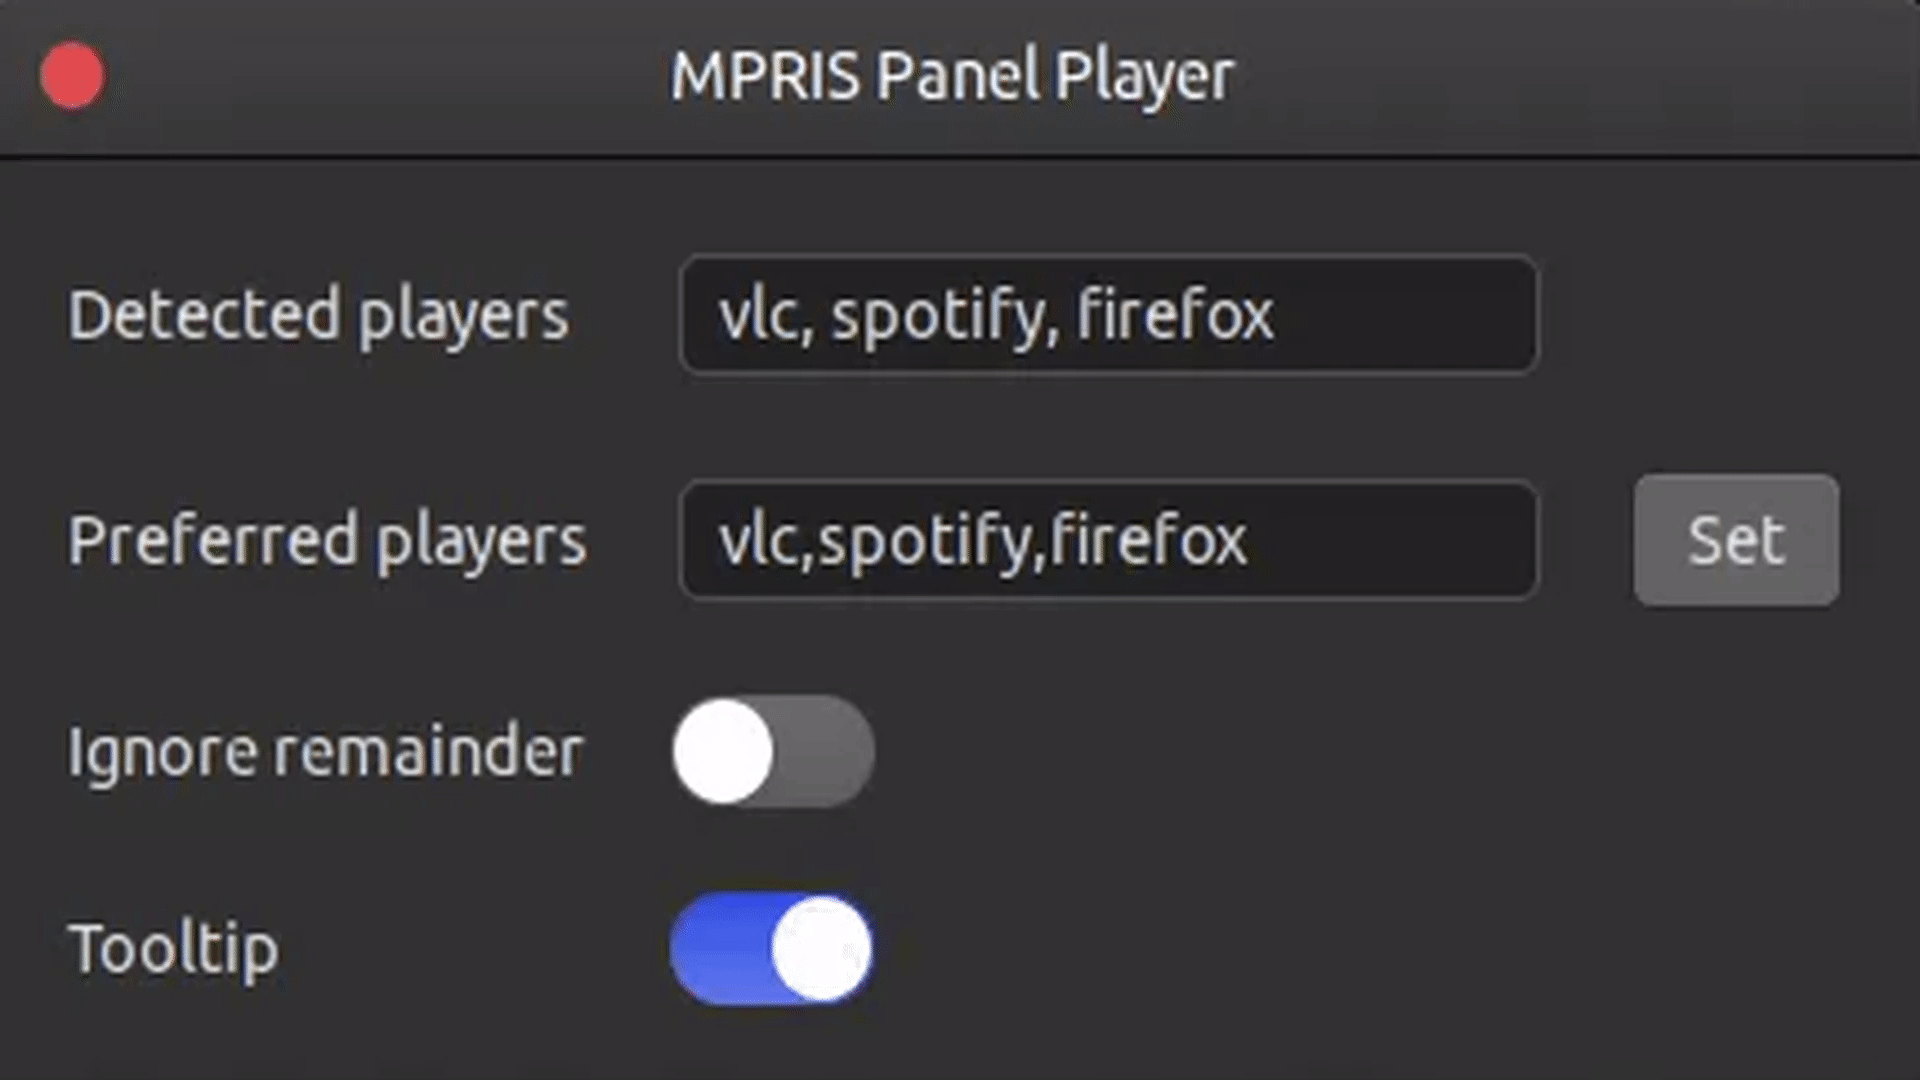 MPRIS Panel Player
Detected players vlc, spotify, firefox
Preferred players vlc,spotify,firefox Set
Ignore remainder
Tooltip